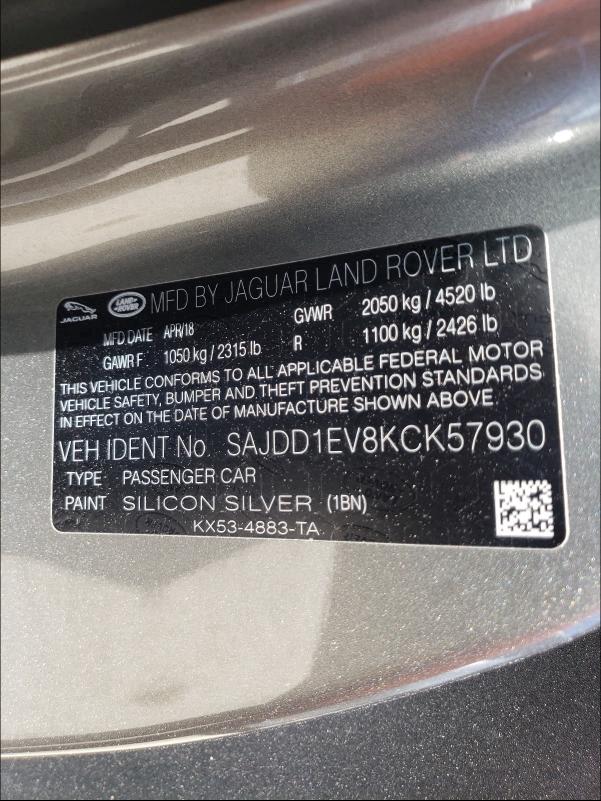 JAGUAR LAND ROVER MFD BY JAGUAR LAND ROVER LTD
MFD DATE APR/18 GVWR 2050 kg / 4520 lb
GAWR F 1050 kg / 2315 lb R 1100 kg / 2426 lb
THIS VEHICLE CONFORMS TO ALL APPLICABLE FEDERAL MOTOR
VEHICLE SAFETY, BUMPER AND THEFT PREVENTION STANDARDS
IN EFFECT ON THE DATE OF MANUFACTURE SHOWN ABOVE.
VEH IDENT No. SAJDD1EV8KCK57930
TYPE PASSENGER CAR
PAINT SILICON SILVER (1BN)
KX53-4883-TA